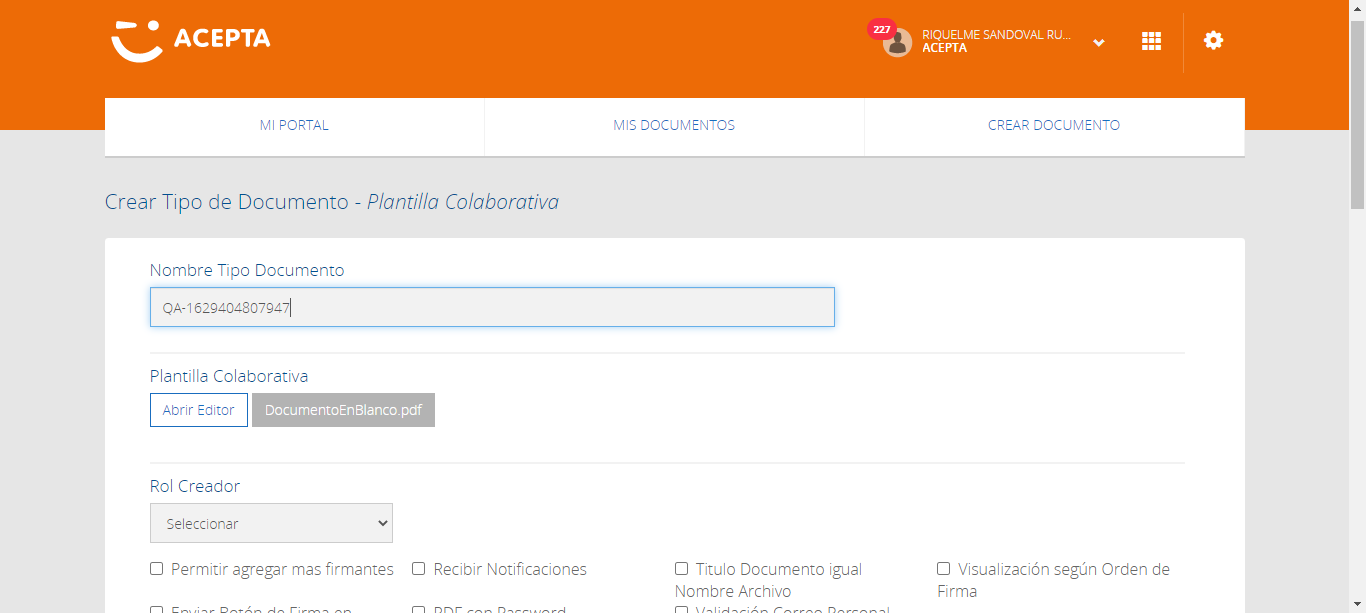 ACEPTA
227
RIQUELME SANDOVAL RU...
ACEPTA
MI PORTAL
MIS DOCUMENTOS
CREAR DOCUMENTO
Crear Tipo de Documento - Plantilla Colaborativa
Nombre Tipo Documento
QA-1629404807947
Plantilla Colaborativa
Abrir Editor
DocumentoEnBlanco.pdf
Rol Creador
Seleccionar
Permitir agregar mas firmantes
Recibir Notificaciones
Titulo Documento igual
Nombre Archivo
Visualización según Orden de
Firma
Enviar Botón de Firma en
PDF con Password
Validación Correo Personal